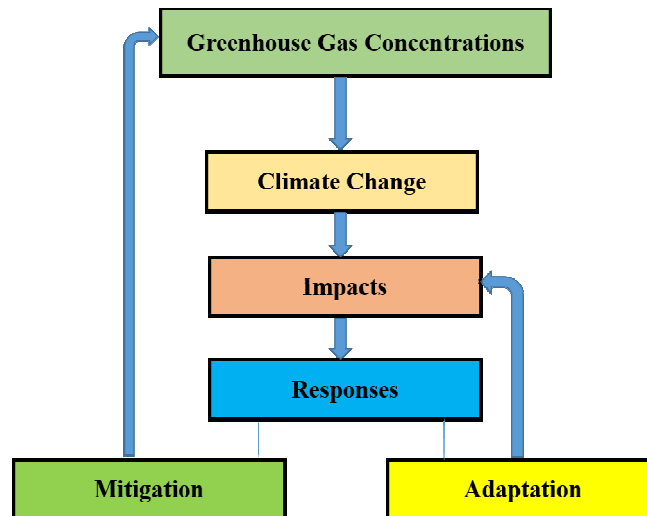 Greenhouse Gas Concentrations
Climate Change
Impacts
Responses
Mitigation
Adaptation